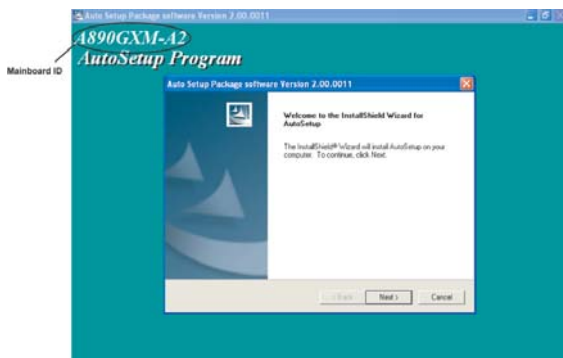 Auto Setup Package software Version 2.00.0011
A890GXM-A2
AutoSetup Program
Mainboard ID
Auto Setup Package software Version 2.00.0011
Welcome to the InstallShield Wizard for
AutoSetup
The InstallShield® Wizard will install AutoSetup on your
computer. To continue, click Next.
< Back
Next >
Cancel